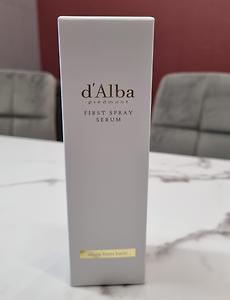 d'Alba
piedmont
FIRST SPRAY
SERUM